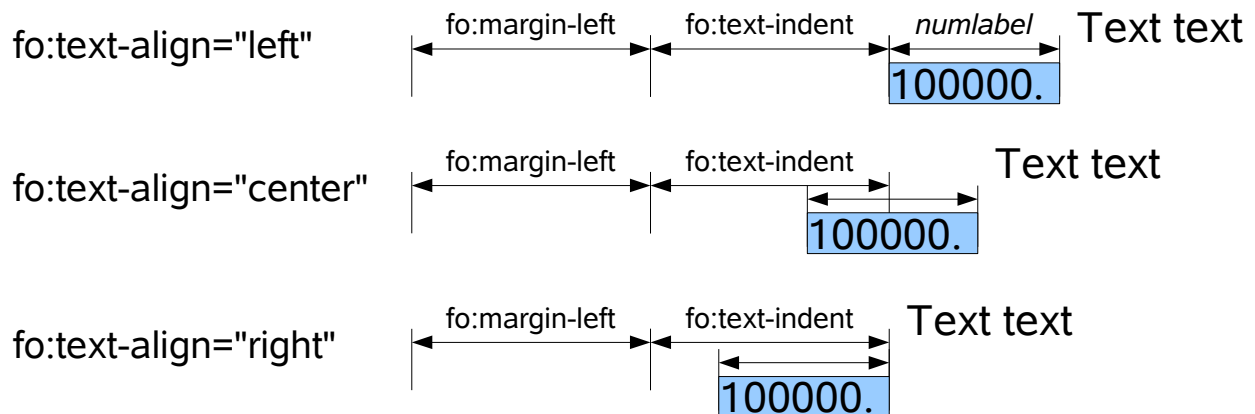 fo:text-align="left" fo:margin-left fo:text-indent numlabel Text text
100000.
fo:text-align="center" fo:margin-left fo:text-indent Text text
100000.
fo:text-align="right" fo:margin-left fo:text-indent Text text
100000.